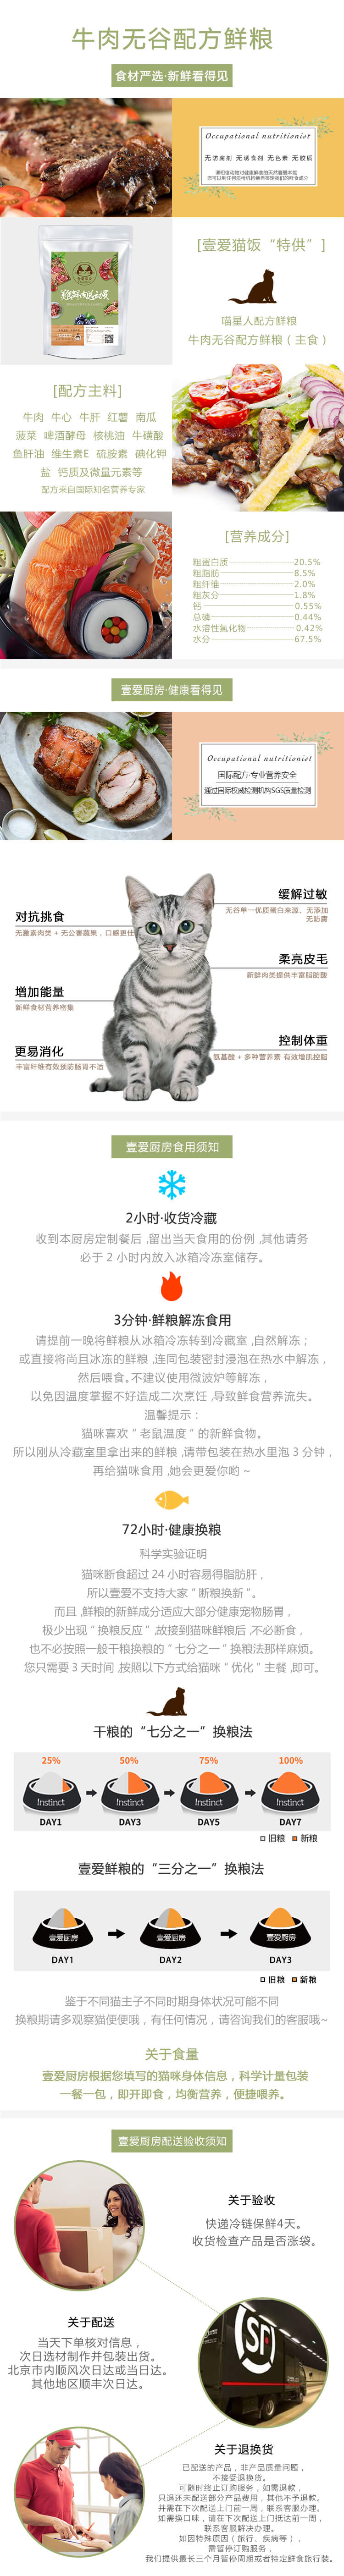 牛肉无谷配方鲜粮
食材严选·新鲜看得见
Occupational nutritionist
无防腐剂 无诱食剂 无色素 无胶质
[壹爱猫饭“特供”]
喵星人配方鲜粮
牛肉无谷配方鲜粮（主食）
[配方主料]
牛肉 牛心 牛肝 红薯 南瓜
菠菜 啤酒酵母 核桃油 牛磺酸
鱼肝油 维生素E 硫胺素 碘化钾
盐 钙质及微量元素等
配方来自国际知名营养专家
[营养成分]
粗蛋白质 20.5%
粗脂肪 8.5%
粗纤维 2.0%
粗灰分 1.8%
钙 0.55%
总磷 0.44%
水溶性氯化物 0.42%
水分 67.5%
壹爱厨房·健康看得见
Occupational nutritionist
国际配方·专业营养安全
通过国际权威检测机构SGS质量检测
缓解过敏
无谷单一优质蛋白来源，无添加
无防腐
对抗挑食
无激素肉类 + 无公害蔬果，口感更佳
柔亮皮毛
新鲜肉类提供丰富脂肪酸
增加能量
新鲜食材营养密集
控制体重
氨基酸 + 多种营养素 有效增肌控脂
更易消化
丰富纤维有效预防肠胃不适
壹爱厨房食用须知
2小时·收货冷藏
收到本厨房定制餐后,留出当天食用的份例,其他请务
必于 2 小时内放入冰箱冷冻室储存。
3分钟·鲜粮解冻食用
请提前一晚将鲜粮从冰箱冷冻转到冷藏室,自然解冻；
或直接将尚且冰冻的鲜粮,连同包装密封浸泡在热水中解冻，
然后喂食。不建议使用微波炉等解冻，
以免因温度掌握不好造成二次烹饪,导致鲜食营养流失。
温馨提示：
猫咪喜欢“老鼠温度”的新鲜食物。
所以刚从冷藏室里拿出来的鲜粮,请带包装在热水里泡 3 分钟，
再给猫咪食用,她会更爱你哟 ~
72小时·健康换粮
科学实验证明
猫咪断食超过 24 小时容易得脂肪肝，
所以壹爱不支持大家“断粮换新”。
而且,鲜粮的新鲜成分适应大部分健康宠物肠胃，
极少出现“换粮反应”,故接到猫咪鲜粮后,不必断食，
也不必按照一般干粮换粮的“七分之一”换粮法那样麻烦。
您只需要 3 天时间,按照以下方式给猫咪“优化”主餐,即可。
干粮的“七分之一”换粮法
25% 50% 75% 100%
Instinct Instinct Instinct Instinct
DAY1 DAY3 DAY5 DAY7
旧粮 新粮
壹爱鲜粮的“三分之一”换粮法
壹爱厨房 壹爱厨房 壹爱厨房
DAY1 DAY2 DAY3
旧粮 新粮
鉴于不同猫主子不同时期身体状况可能不同
换粮期请多观察猫便便哦，有任何情况，请咨询我们的客服哦~
关于食量
壹爱厨房根据您填写的猫咪身体信息，科学计量包装
一餐一包，即开即食，均衡营养，便捷喂养。
壹爱厨房配送验收须知
关于验收
快递冷链保鲜4天。
收货检查产品是否涨袋。
关于配送
当天下单核对信息，
次日选材制作并包装出货。
北京市内顺风次日达或当日达。
其他地区顺丰次日达。
SF
关于退换货
已配送的产品，非产品质量问题，
不接受退换货。
可随时终止订购服务，如需退款，
只退还未配送部分产品费用，其他不予退款。
并需在下次配送上门前一周，联系客服办理。
如需换口味，请在下次配送上门抵达前一周，
联系客服解决办理。
如因特殊原因（旅行、疾病等），
需暂停订购服务，
我们提供最长三个月暂停周期或者特定鲜食旅行装。